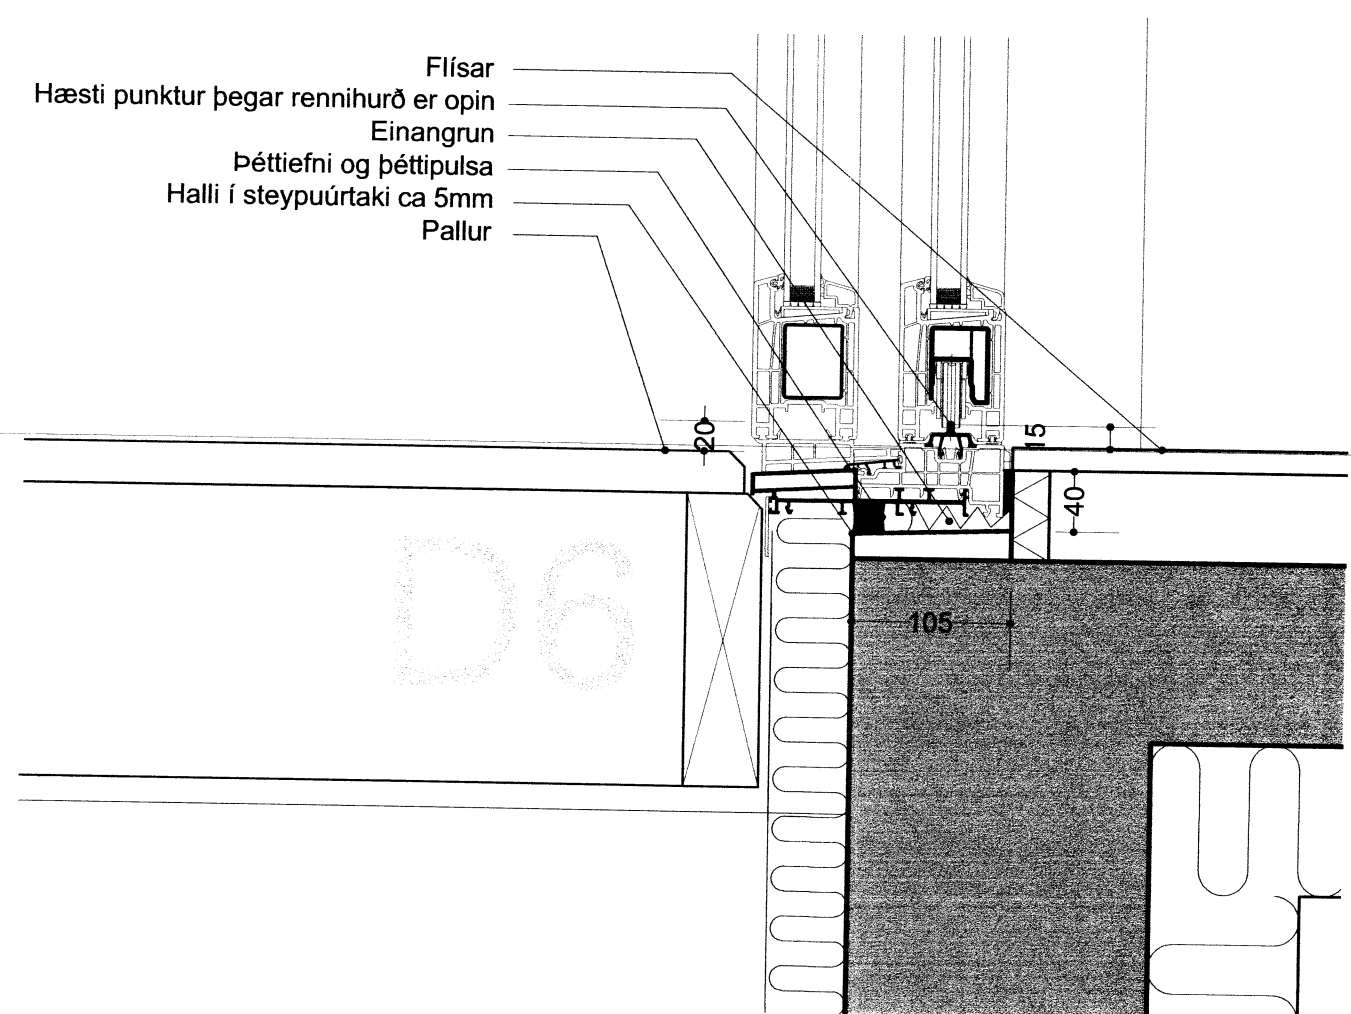 Flísar
Hæsti punktur þegar rennihurð er opin
Einangrun
Þéttiefni og þéttipulsa
Halli í steypuúrtaki ca 5mm
Pallur
20
15
40
D6
105